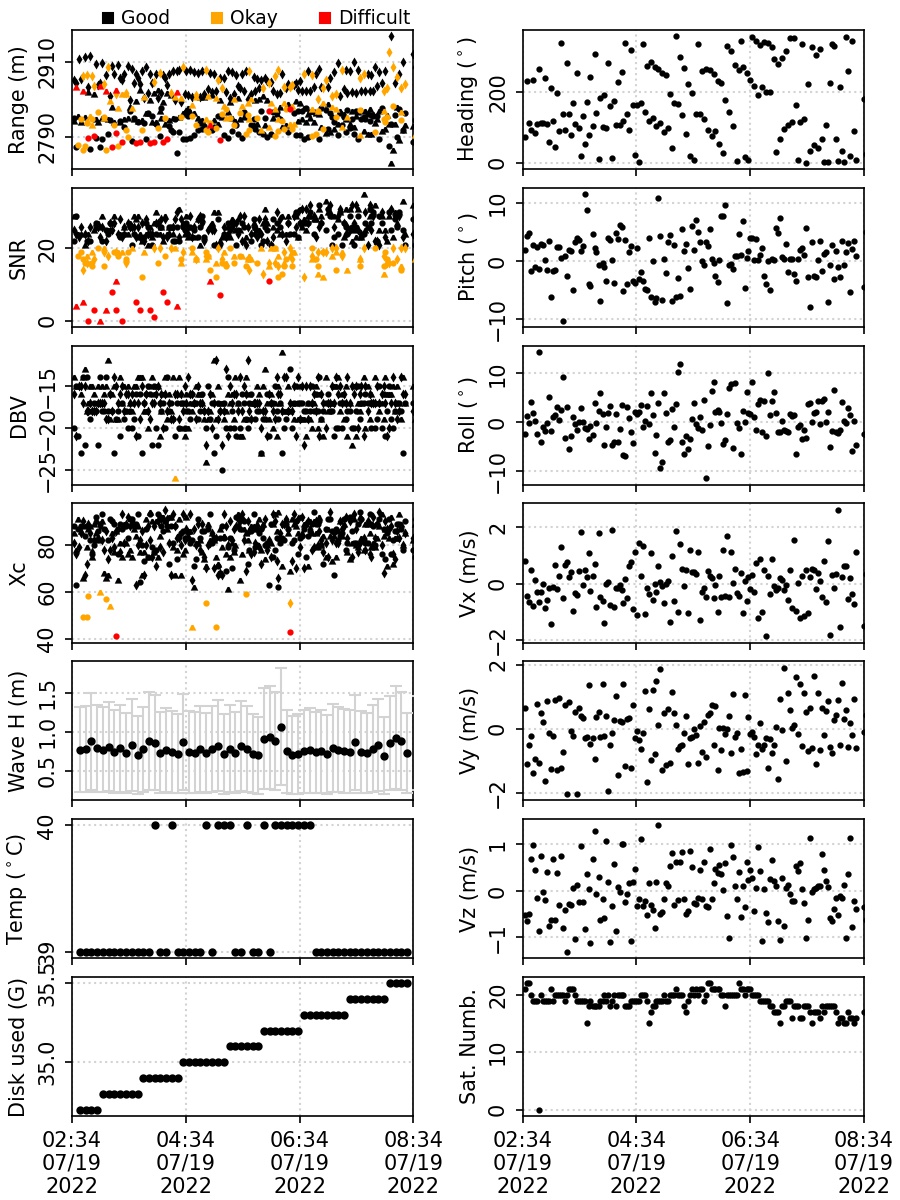 Good Okay Difficult
Range (m)
2910
2790
Heading (°)
200
0
SNR
20
0
Pitch (°)
10
0
−10
DBV
−15
−20
−25
Roll (°)
10
0
−10
Xc
80
60
40
Vx (m/s)
2
0
−2
Wave H (m)
1.5
1.0
0.5
Vy (m/s)
2
0
−2
Temp (°C)
40
39
Vz (m/s)
1
0
−1
Disk used (G)
35.5
35.0
Sat. Numb.
20
10
0
02:34 04:34 06:34 08:34 02:34 04:34 06:34 08:34
07/19 07/19 07/19 07/19 07/19 07/19 07/19 07/19
2022 2022 2022 2022 2022 2022 2022 2022